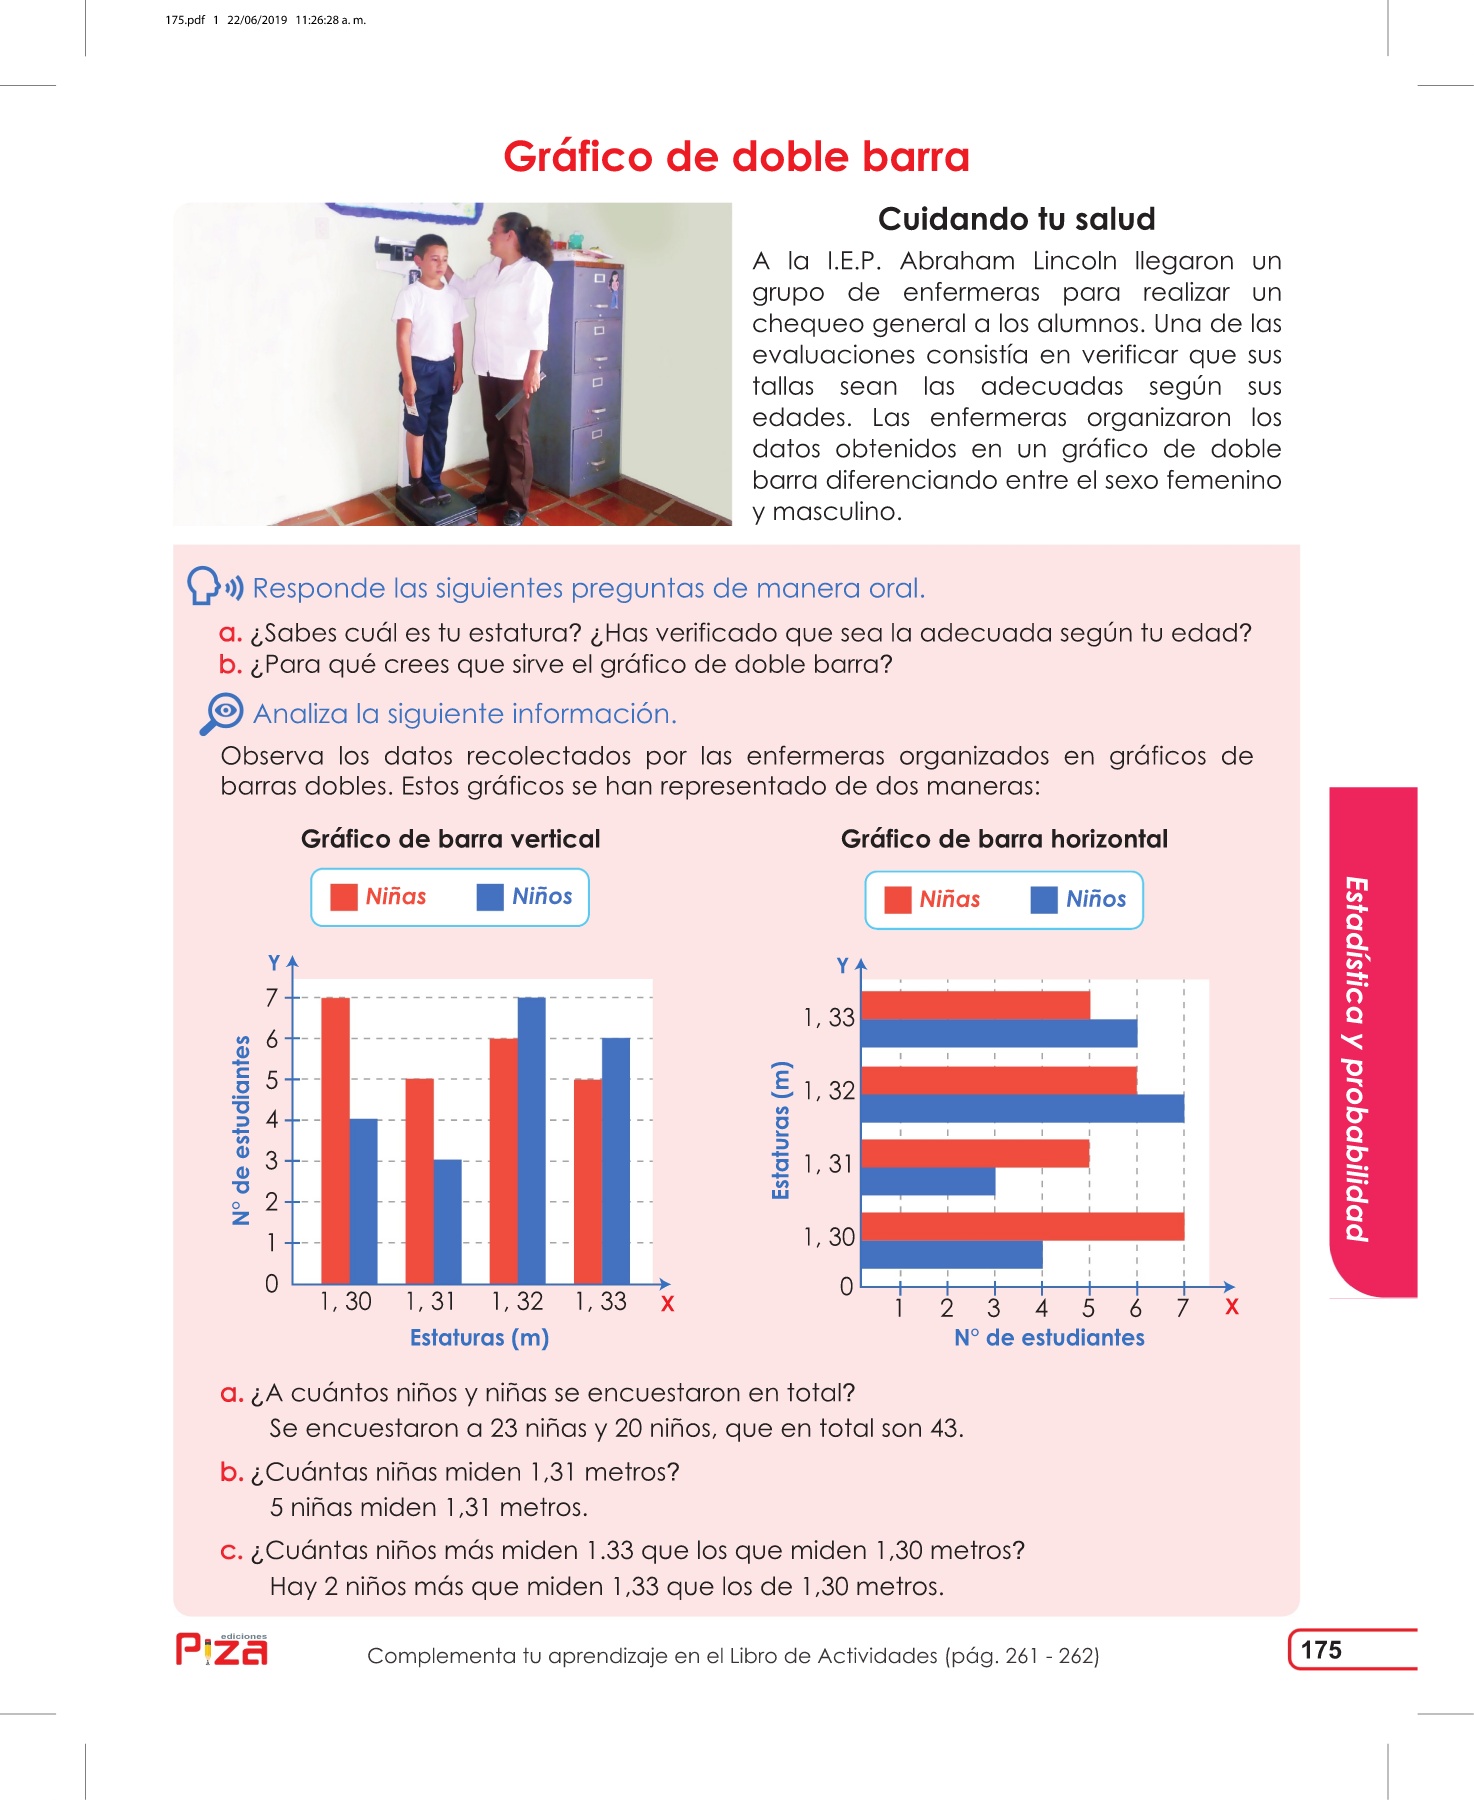 175.pdf 1 22/06/2019 11:26:28 a. m.
Gráfico de doble barra
Cuidando tu salud
A la I.E.P. Abraham Lincoln llegaron un
grupo de enfermeras para realizar un
chequeo general a los alumnos. Una de las
evaluaciones consistía en verificar que sus
tallas sean las adecuadas según sus
edades. Las enfermeras organizaron los
datos obtenidos en un gráfico de doble
barra diferenciando entre el sexo femenino
y masculino.
Responde las siguientes preguntas de manera oral.
a. ¿Sabes cuál es tu estatura? ¿Has verificado que sea la adecuada según tu edad?
b. ¿Para qué crees que sirve el gráfico de doble barra?
Analiza la siguiente información.
Observa los datos recolectados por las enfermeras organizados en gráficos de
barras dobles. Estos gráficos se han representado de dos maneras:
Gráfico de barra vertical
Niñas Niños
Y
7
6
5
4
3
2
1
0
N° de estudiantes
1, 30 1, 31 1, 32 1, 33 X
Estaturas (m)
Gráfico de barra horizontal
Niñas Niños
Y
1, 33
1, 32
1, 31
1, 30
0
Estaturas (m)
1 2 3 4 5 6 7 X
N° de estudiantes
a. ¿A cuántos niños y niñas se encuestaron en total?
Se encuestaron a 23 niñas y 20 niños, que en total son 43.
b. ¿Cuántas niñas miden 1,31 metros?
5 niñas miden 1,31 metros.
c. ¿Cuántas niños más miden 1.33 que los que miden 1,30 metros?
Hay 2 niños más que miden 1,33 que los de 1,30 metros.
Estadística y probabilidad
ediciones
Piza
Complementa tu aprendizaje en el Libro de Actividades (pág. 261 - 262)
175